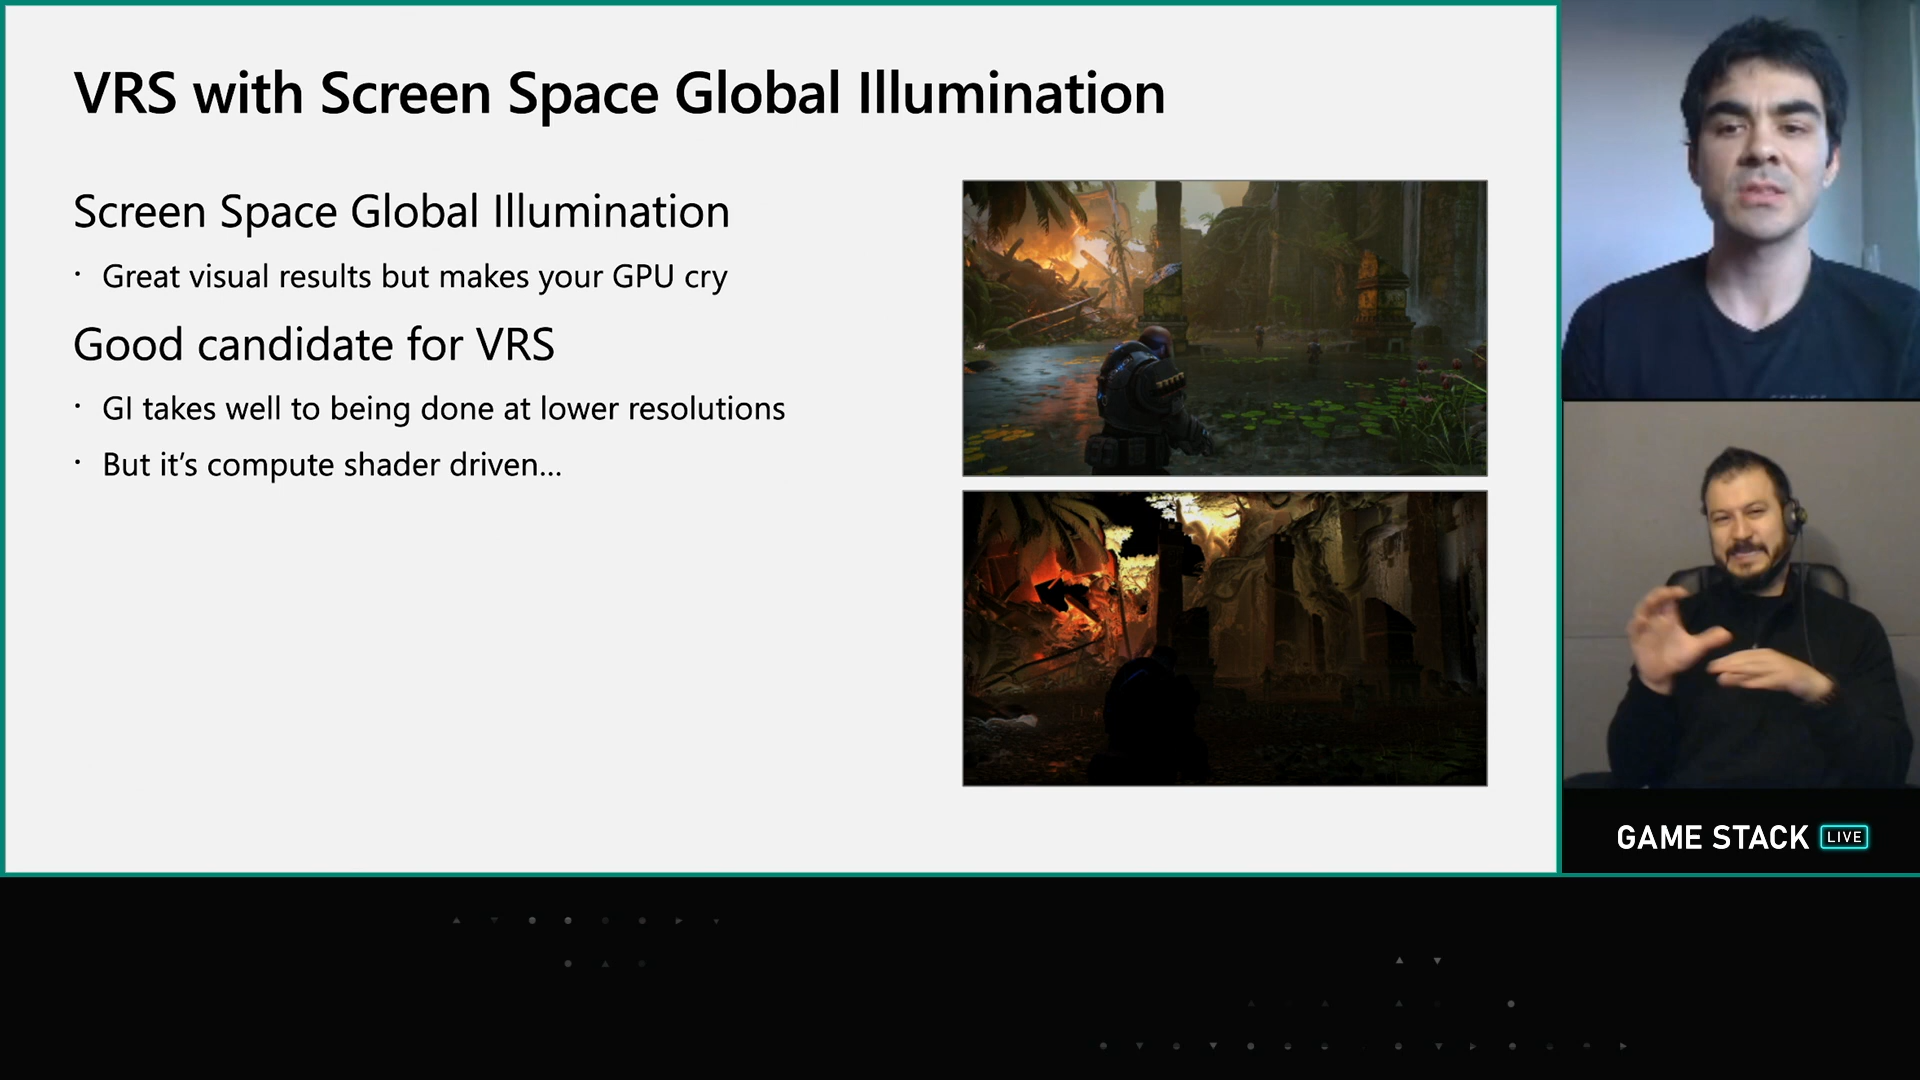 VRS with Screen Space Global Illumination
Screen Space Global Illumination
· Great visual results but makes your GPU cry
Good candidate for VRS
· GI takes well to being done at lower resolutions
· But it’s compute shader driven...
GAME STACK LIVE